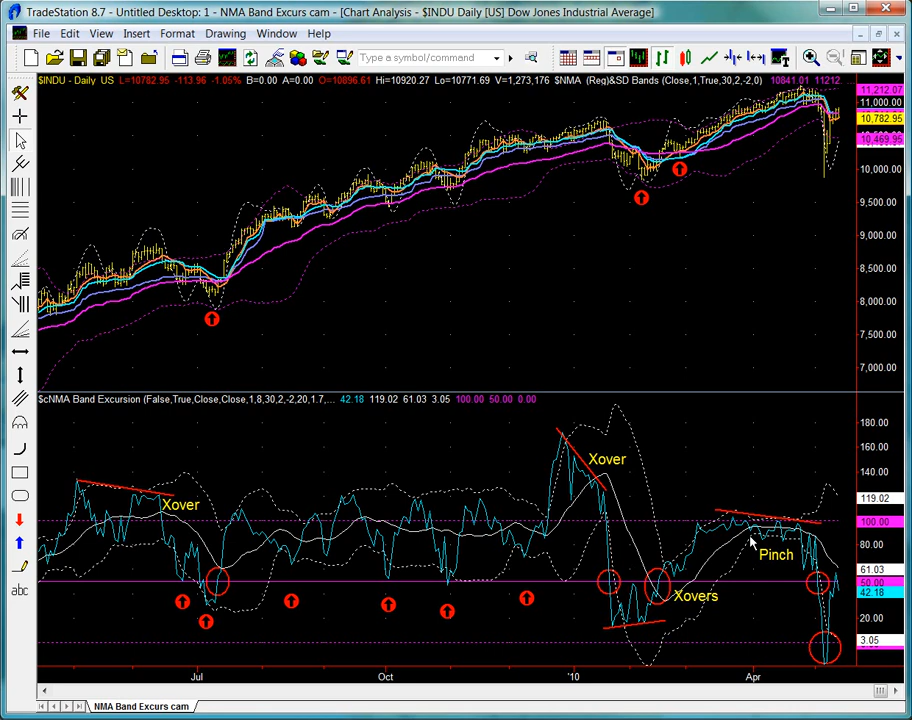 TradeStation 8.7 - Untitled Desktop: 1 - NMA Band Excurs cam - [Chart Analysis - $INDU Daily [US] Dow Jones Industrial Average]
File Edit View Insert Format Drawing Window Help
Type a symbol/command
$INDU - Daily US L=10782.95 -113.96 -1.05% B=0.00 A=0.00 O=10896.61 Hi=10920.27 Lo=10771.69 V=1,273,176 $NMA (Reg)&SD Bands (Close,1,True,30,2,-2,0) 10841.01 11212
11,212.07
11,000.00
10,782.95
10,469.95
10,000.00
9,500.00
9,000.00
8,500.00
8,000.00
7,500.00
7,000.00
$cNMA Band Excursion (False,True,Close,Close,1,8,30,2,-2,20,1.7,... 42.18 119.02 61.03 3.05 100.00 50.00 0.00
180.00
160.00
140.00
119.02
100.00
80.00
61.03
50.00
42.18
20.00
3.05
Xover
Xover
Pinch
Xovers
Jul Oct '10 Apr
abc
NMA Band Excurs cam